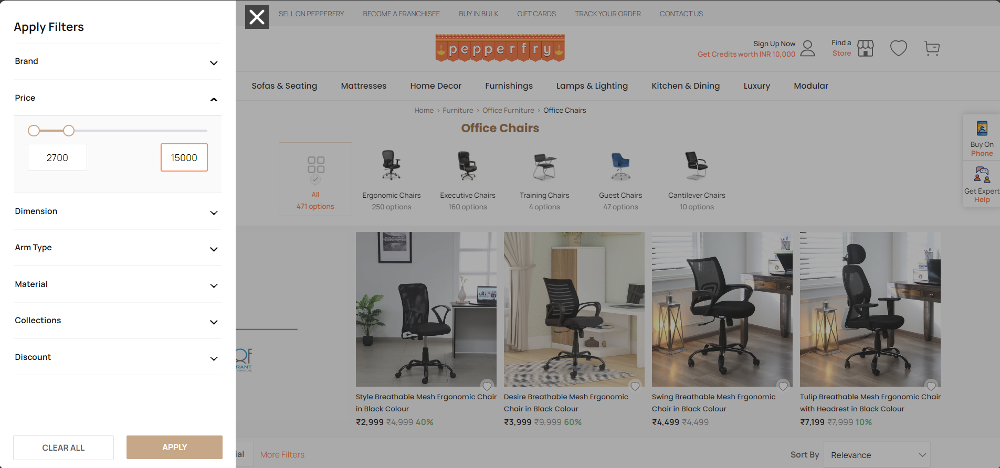 Apply Filters
Brand
Price
2700
15000
Dimension
Arm Type
Material
Collections
Discount
CLEAR ALL
APPLY
SELL ON PEPPERFRY
BECOME A FRANCHISEE
BUY IN BULK
GIFT CARDS
TRACK YOUR ORDER
CONTACT US
pepperfry
Sign Up Now
Get Credits worth INR 10,000
Find a
Store
Sofas & Seating
Mattresses
Home Decor
Furnishings
Lamps & Lighting
Kitchen & Dining
Luxury
Modular
Home › Furniture › Office Furniture › Office Chairs
Office Chairs
All
471 options
Ergonomic Chairs
250 options
Executive Chairs
160 options
Training Chairs
4 options
Guest Chairs
47 options
Cantilever Chairs
10 options
Buy On
Phone
Get Expert
Help
RANT
Style Breathable Mesh Ergonomic Chair
in Black Colour
₹2,999 ₹4,999 40%
Desire Breathable Mesh Ergonomic
Chair in Black Colour
₹3,999 ₹9,999 60%
Swing Breathable Mesh Ergonomic
Chair in Black Colour
₹4,499 ₹4,499
Tulip Breathable Mesh Ergonomic Chair
with Headrest in Black Colour
₹7,199 ₹7,999 10%
ial
More Filters
Sort By
Relevance